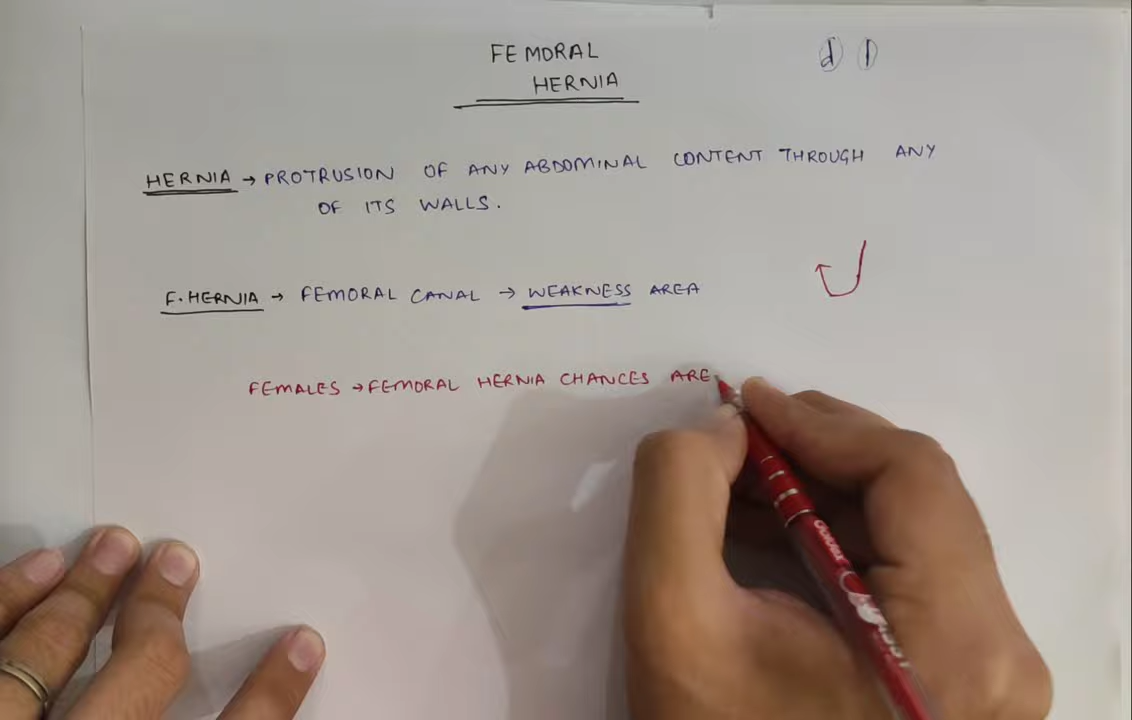 FEMORAL
HERNIA
HERNIA → PROTRUSION OF ANY ABDOMINAL CONTENT THROUGH ANY
OF ITS WALLS.
F. HERNIA → FEMORAL CANAL → WEAKNESS AREA
FEMALES → FEMORAL HERNIA CHANCES ARE